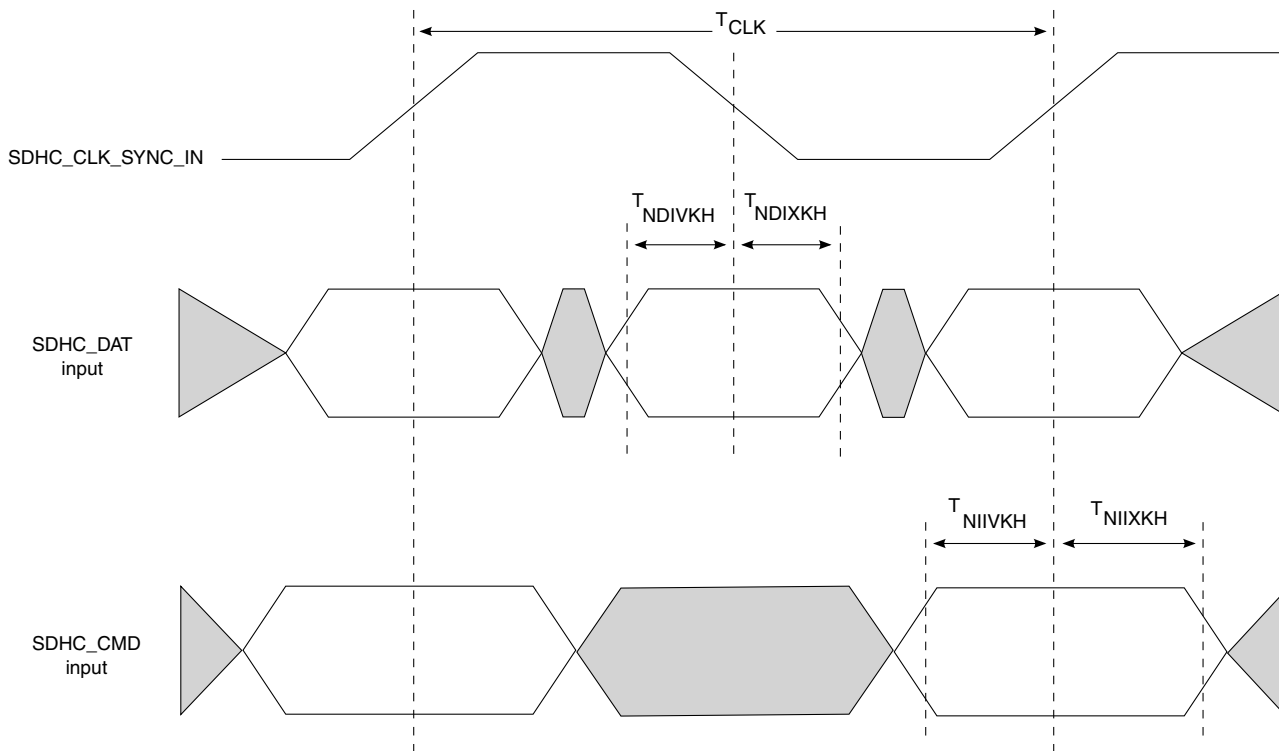 TCLK
SDHC_CLK_SYNC_IN
TNDIVKH
TNDIXKH
SDHC_DAT
input
TNIIVKH
TNIIXKH
SDHC_CMD
input